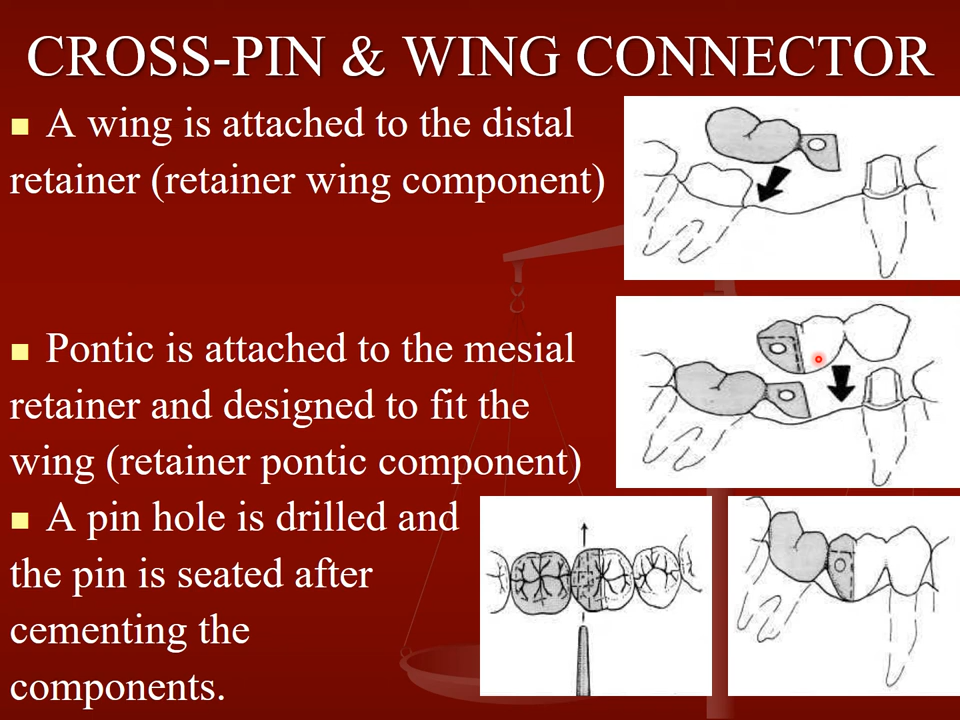 CROSS-PIN & WING CONNECTOR
A wing is attached to the distal
retainer (retainer wing component)
Pontic is attached to the mesial
retainer and designed to fit the
wing (retainer pontic component)
A pin hole is drilled and
the pin is seated after
cementing the
components.